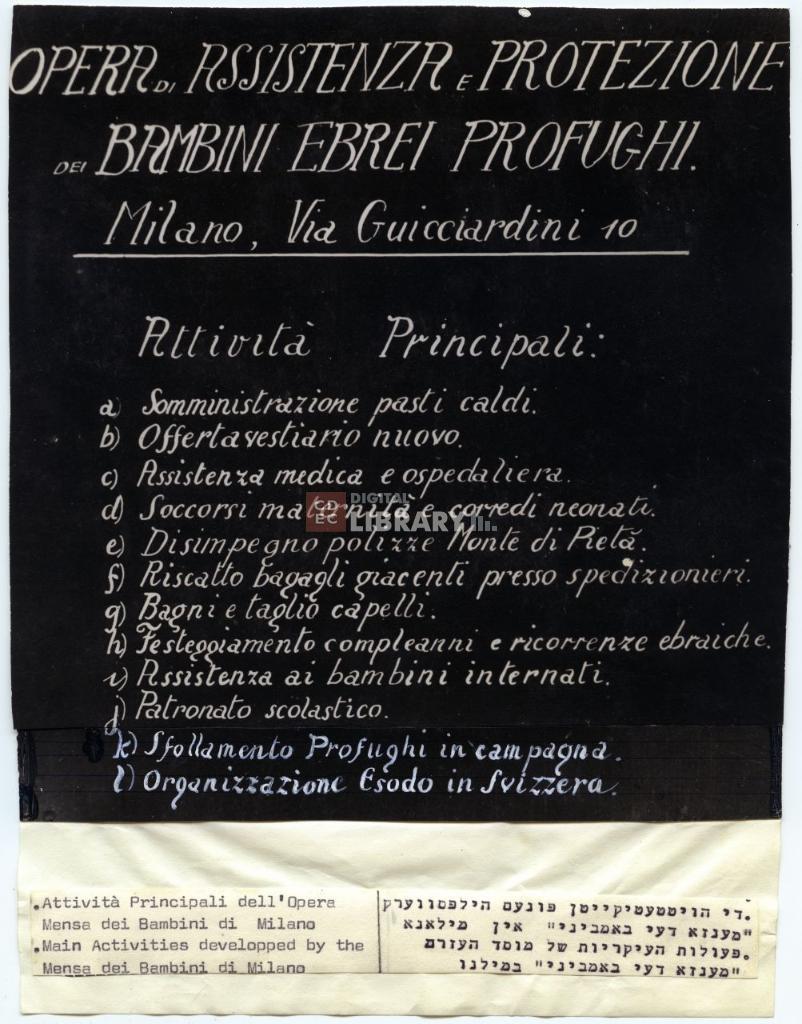 OPERA DI ASSISTENZA E PROTEZIONE
DEI BAMBINI EBREI PROFUGHI.
Milano, Via Guicciardini 10
Attività Principali:
a) Somministrazione pasti caldi.
b) Offerta vestiario nuovo.
c) Assistenza medica e ospedaliera.
d) Soccorsi maternità e corredi neonati.
e) Disimpegno polizze Monte di Pietà.
f) Riscatto bagagli giacenti presso spedizionieri.
g) Bagni e taglio capelli.
h) Festeggiamento compleanni e ricorrenze ebraiche.
i) Assistenza ai bambini internati.
j) Patronato scolastico.
k) Sfollamento Profughi in campagna.
l) Organizzazione Esodo in Svizzera.
CDEC DIGITAL LIBRARY
.Attività Principali dell'Opera
Mensa dei Bambini di Milano
.Main Activities developped by the
Mensa dei Bambini di Milano
.די הויפטטעטיקייטן פונעם הילפסווערק
"מענזא דעי באמביני" אין מילאנא
.פעולות העיקריות של מוסד העזרה
"מענזא דעי באמביני" במילנו